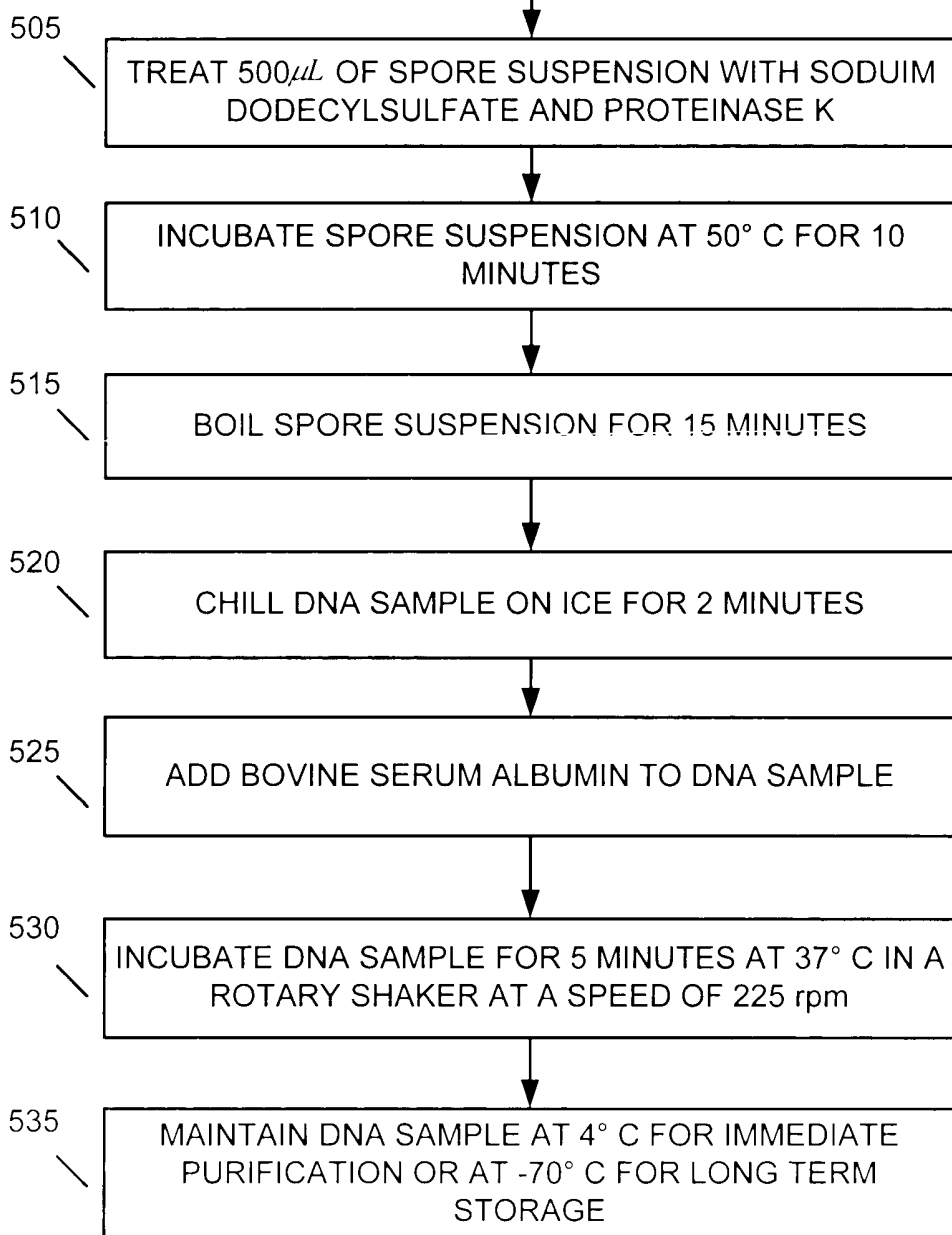 505
TREAT 500μL OF SPORE SUSPENSION WITH SODUIM
DODECYLSULFATE AND PROTEINASE K
510
INCUBATE SPORE SUSPENSION AT 50° C FOR 10
MINUTES
515
BOIL SPORE SUSPENSION FOR 15 MINUTES
520
CHILL DNA SAMPLE ON ICE FOR 2 MINUTES
525
ADD BOVINE SERUM ALBUMIN TO DNA SAMPLE
530
INCUBATE DNA SAMPLE FOR 5 MINUTES AT 37° C IN A
ROTARY SHAKER AT A SPEED OF 225 rpm
535
MAINTAIN DNA SAMPLE AT 4° C FOR IMMEDIATE
PURIFICATION OR AT -70° C FOR LONG TERM
STORAGE